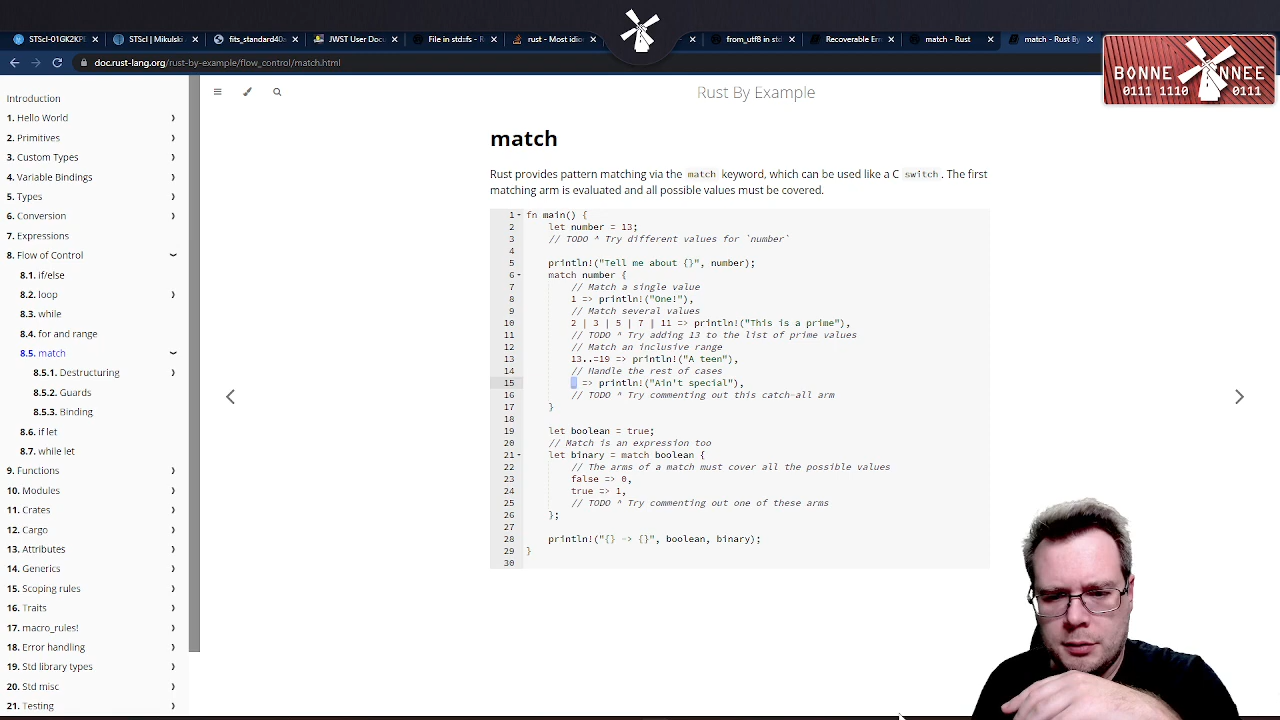 STScI-01GK2KP
STScI | Mikulski
fits_standard40a
JWST User Doc
File in std::fs - R
rust - Most idion
from_utf8 in std
Recoverable Er
match - Rust
match - Rust By
doc.rust-lang.org/rust-by-example/flow_control/match.html
BONNE NNEE
0111 1110 0111
Introduction
1. Hello World
2. Primitives
3. Custom Types
4. Variable Bindings
5. Types
6. Conversion
7. Expressions
8. Flow of Control
8.1. if/else
8.2. loop
8.3. while
8.4. for and range
8.5. match
8.5.1. Destructuring
8.5.2. Guards
8.5.3. Binding
8.6. if let
8.7. while let
9. Functions
10. Modules
11. Crates
12. Cargo
13. Attributes
14. Generics
15. Scoping rules
16. Traits
17. macro_rules!
18. Error handling
19. Std library types
20. Std misc
21. Testing
Rust By Example
match
Rust provides pattern matching via the match keyword, which can be used like a C switch. The first
matching arm is evaluated and all possible values must be covered.
1 fn main() {
2 let number = 13;
3 // TODO ^ Try different values for `number`
4
5 println!("Tell me about {}", number);
6 match number {
7 // Match a single value
8 1 => println!("One!"),
9 // Match several values
10 2 | 3 | 5 | 7 | 11 => println!("This is a prime"),
11 // TODO ^ Try adding 13 to the list of prime values
12 // Match an inclusive range
13 13..=19 => println!("A teen"),
14 // Handle the rest of cases
15 _ => println!("Ain't special"),
16 // TODO ^ Try commenting out this catch-all arm
17 }
18
19 let boolean = true;
20 // Match is an expression too
21 let binary = match boolean {
22 // The arms of a match must cover all the possible values
23 false => 0,
24 true => 1,
25 // TODO ^ Try commenting out one of these arms
26 };
27
28 println!("{} -> {}", boolean, binary);
29 }
30